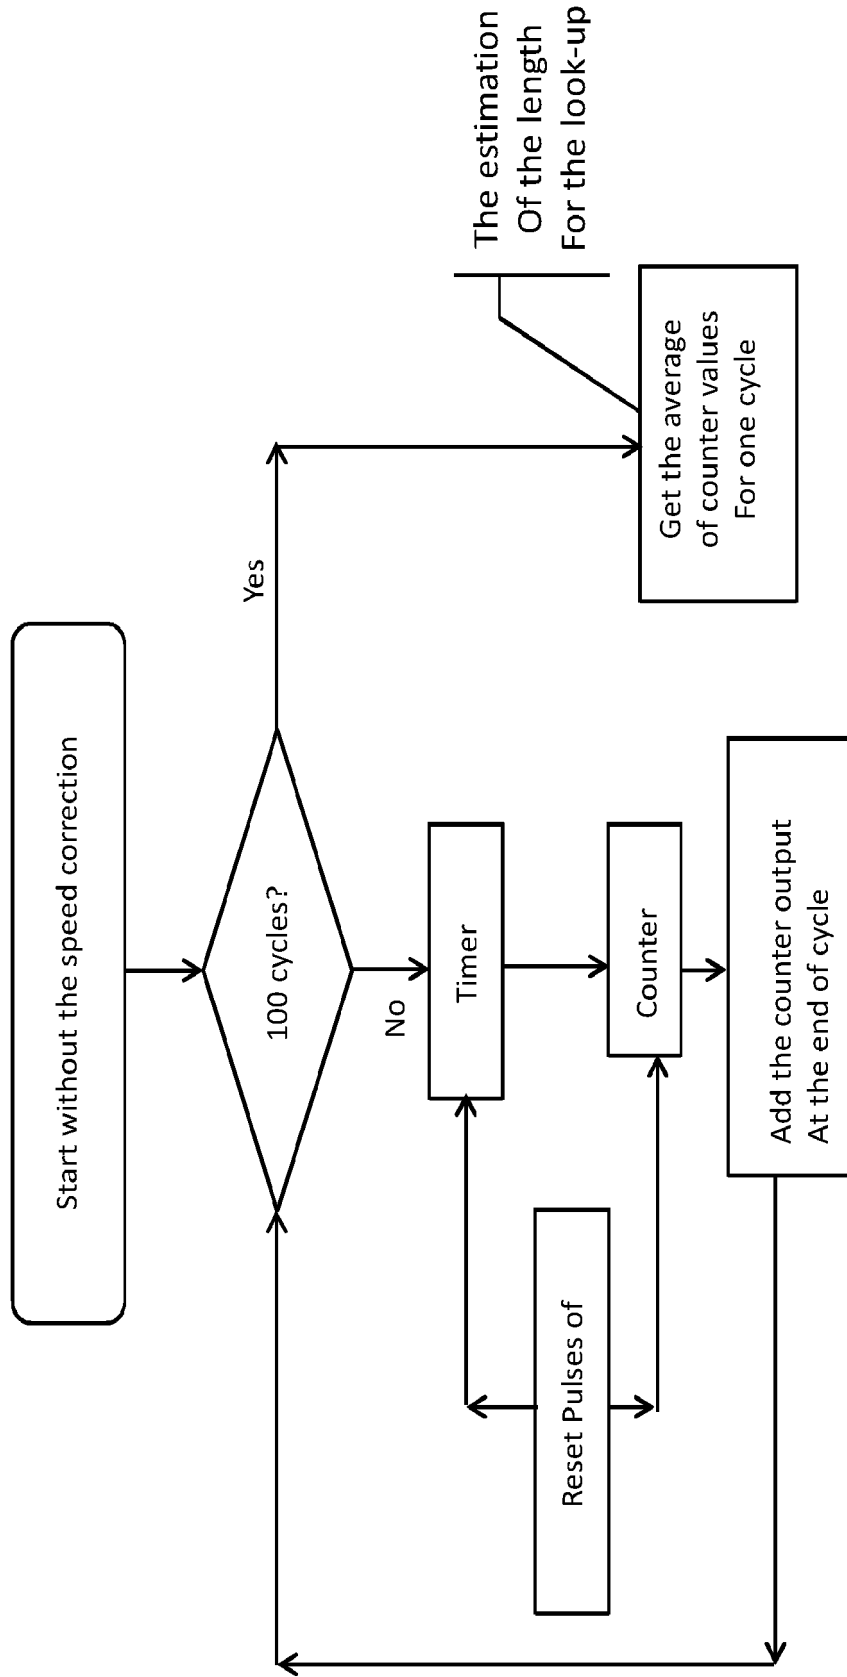 Start without the speed correction
100 cycles?
Yes
No
Timer
Reset Pulses of
Counter
Add the counter output
At the end of cycle
Get the average
of counter values
For one cycle
The estimation
Of the length
For the look-up